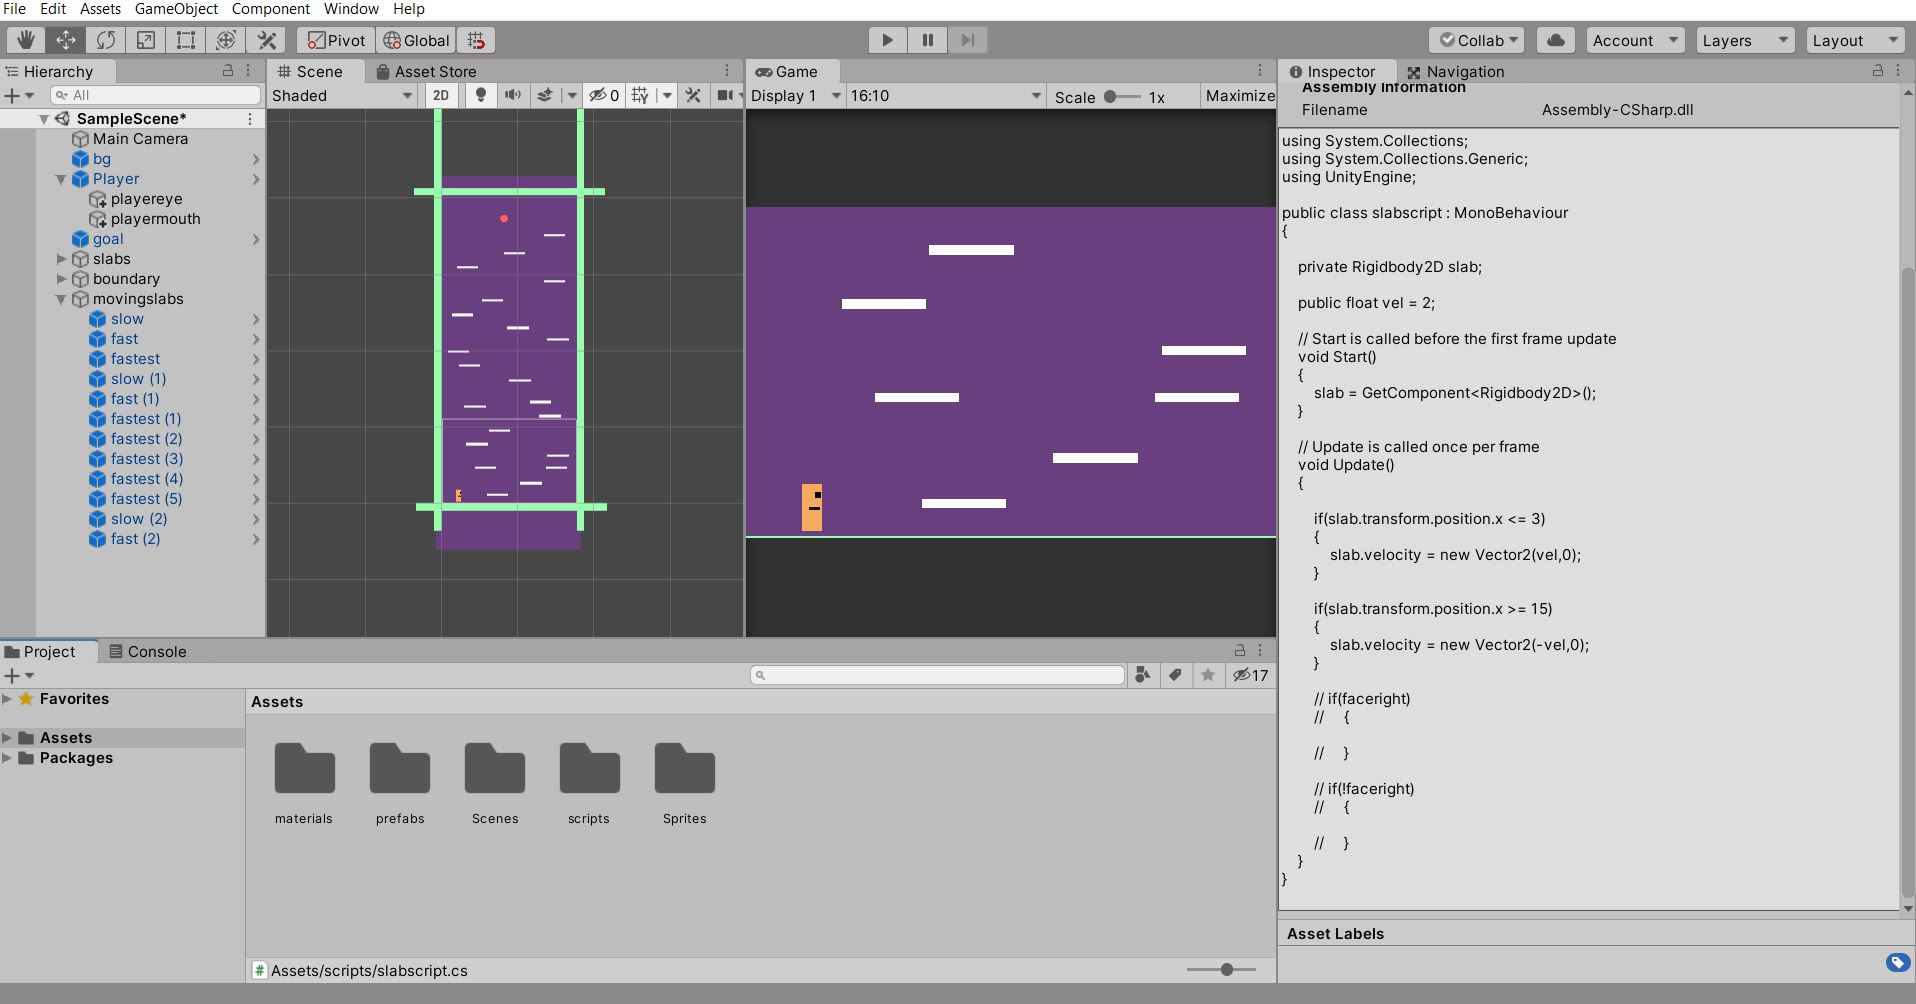 File Edit Assets GameObject Component Window Help
Pivot Global Collab Account Layers Layout
Hierarchy
All
SampleScene*
Main Camera
bg
Player
playereye
playermouth
goal
slabs
boundary
movingslabs
slow
fast
fastest
slow (1)
fast (1)
fastest (1)
fastest (2)
fastest (3)
fastest (4)
fastest (5)
slow (2)
fast (2)
Scene Asset Store
Shaded 2D 0
Game
Display 1 16:10 Scale 1x Maximize
Inspector Navigation
Assembly Information
Filename Assembly-CSharp.dll
using System.Collections;
using System.Collections.Generic;
using UnityEngine;
public class slabscript : MonoBehaviour
{
private Rigidbody2D slab;
public float vel = 2;
// Start is called before the first frame update
void Start()
{
slab = GetComponent<Rigidbody2D>();
}
// Update is called once per frame
void Update()
{
if(slab.transform.position.x <= 3)
{
slab.velocity = new Vector2(vel,0);
}
if(slab.transform.position.x >= 15)
{
slab.velocity = new Vector2(-vel,0);
}
// if(faceright)
// {
// }
// if(!faceright)
// {
// }
}
}
Asset Labels
Project Console
17
Favorites
Assets
Packages
Assets
materials prefabs Scenes scripts Sprites
Assets/scripts/slabscript.cs